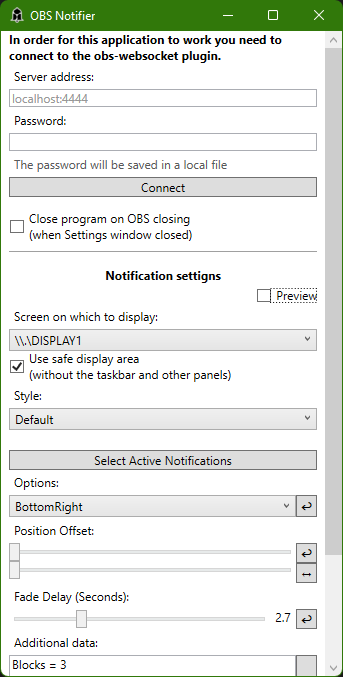 OBS Notifier
In order for this application to work you need to
connect to the obs-websocket plugin.
Server address:
localhost:4444
Password:
The password will be saved in a local file
Connect
Close program on OBS closing
(when Settings window closed)
Notification settigns
Preview
Screen on which to display:
\\.\DISPLAY1
Use safe display area
(without the taskbar and other panels)
Style:
Default
Select Active Notifications
Options:
BottomRight
Position Offset:
Fade Delay (Seconds):
2.7
Additional data:
Blocks = 3